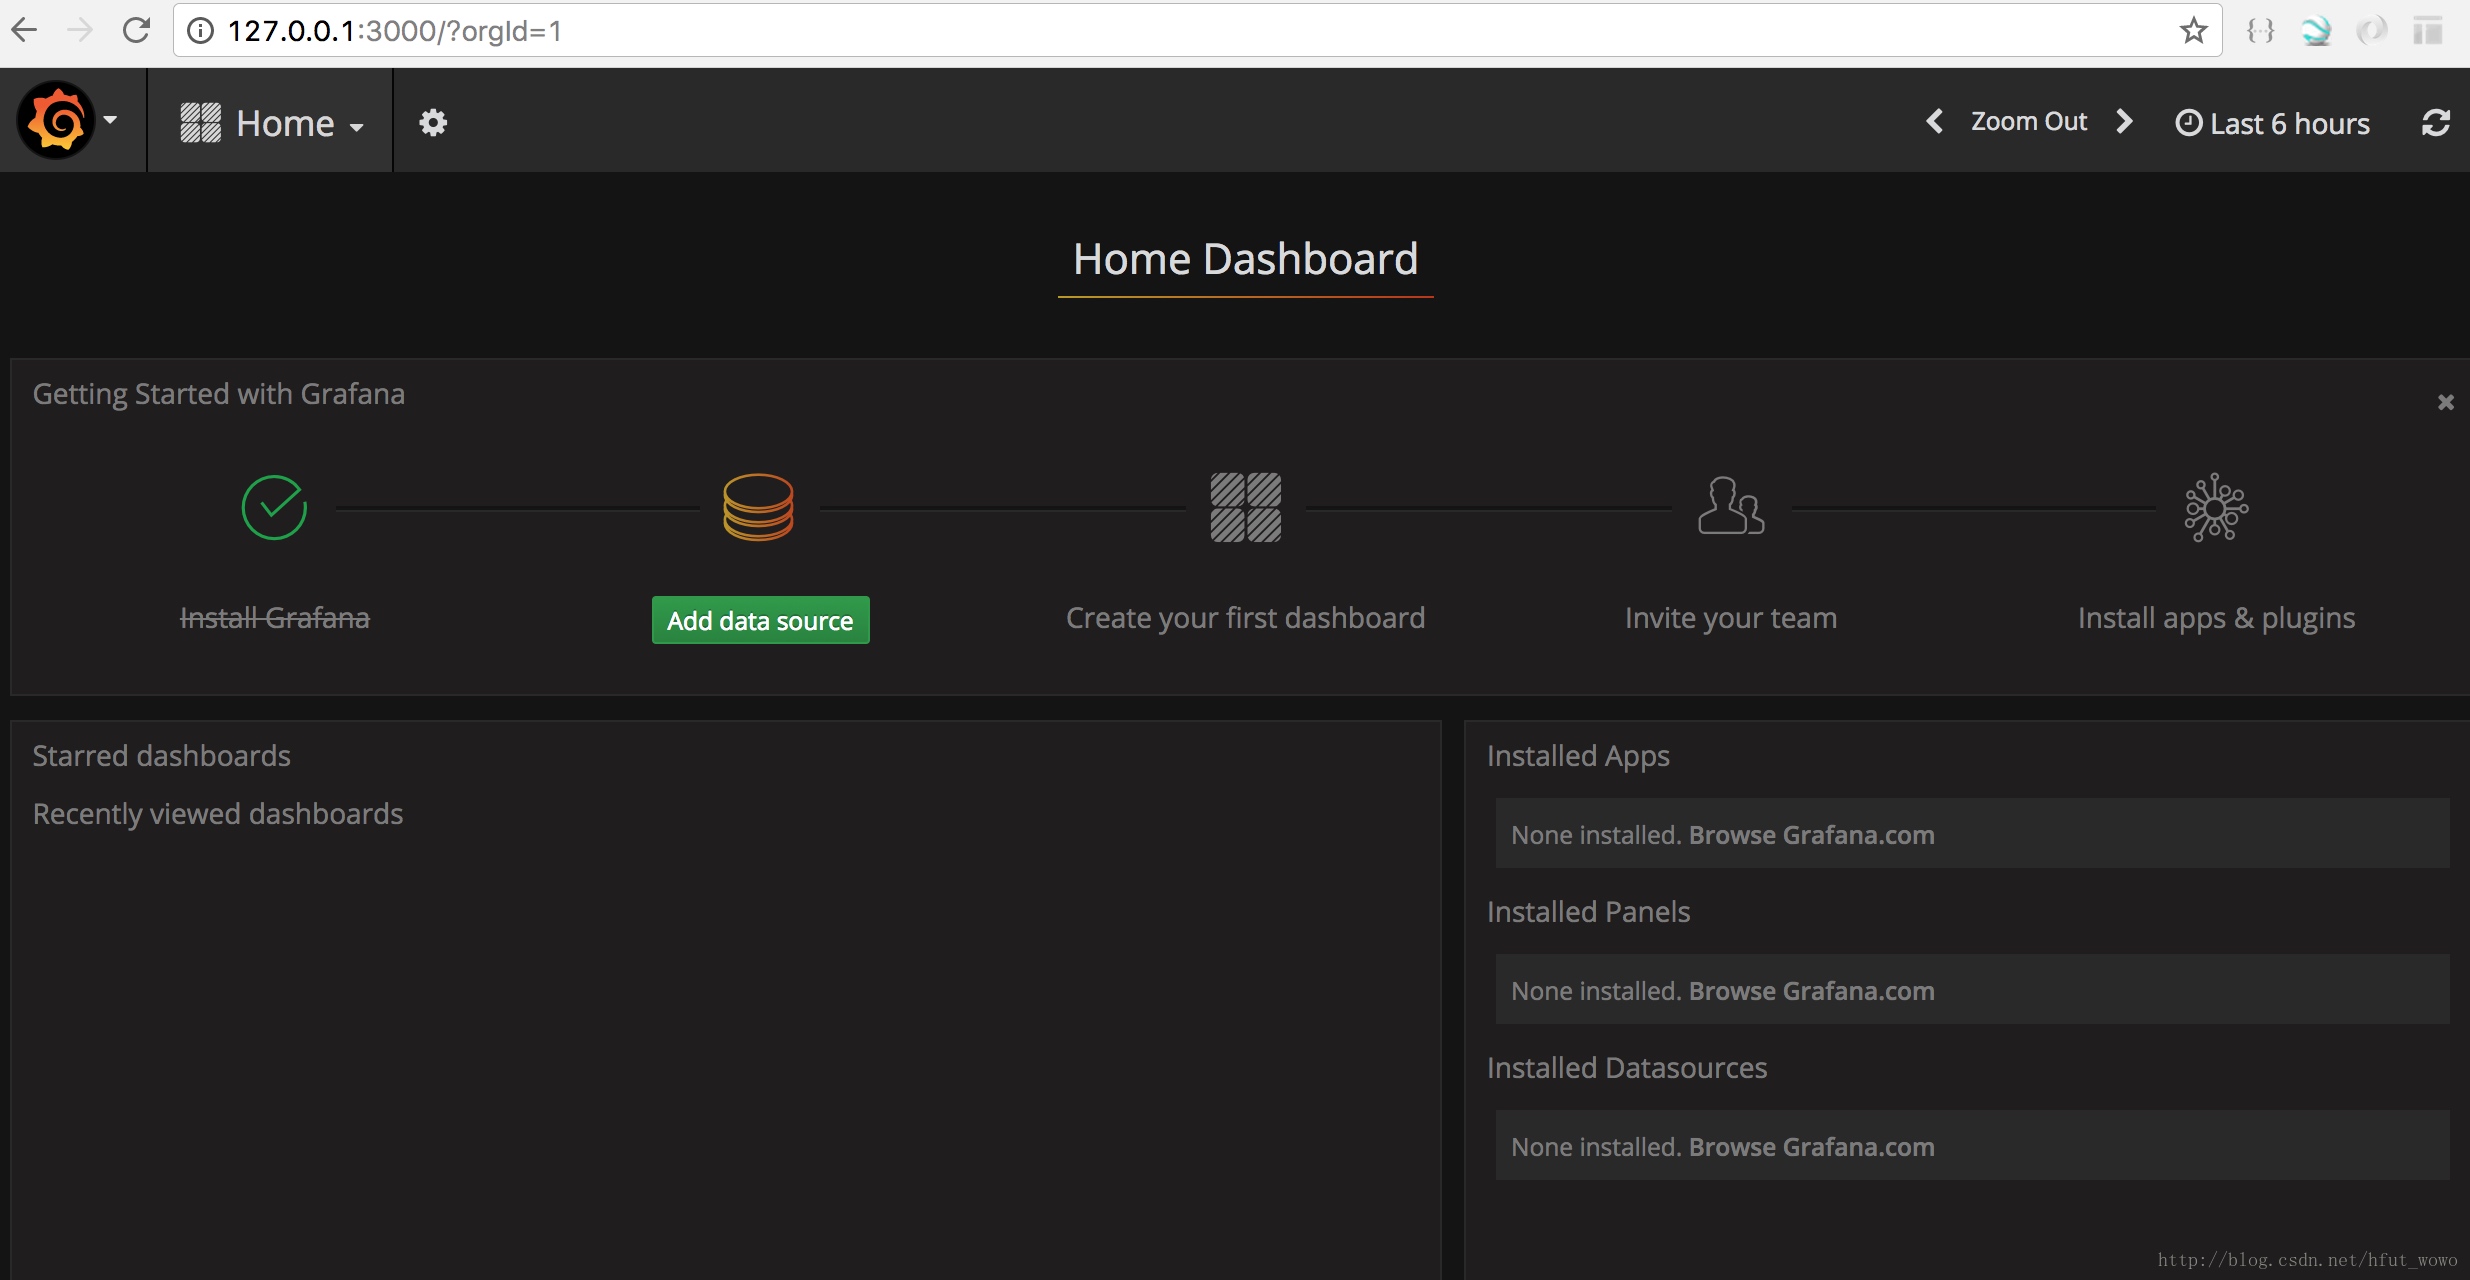 127.0.0.1:3000/?orgId=1
Home
Zoom Out
Last 6 hours
Home Dashboard
Getting Started with Grafana
Install Grafana
Add data source
Create your first dashboard
Invite your team
Install apps & plugins
Starred dashboards
Recently viewed dashboards
Installed Apps
None installed. Browse Grafana.com
Installed Panels
None installed. Browse Grafana.com
Installed Datasources
None installed. Browse Grafana.com
http://blog.csdn.net/hfut_wowo